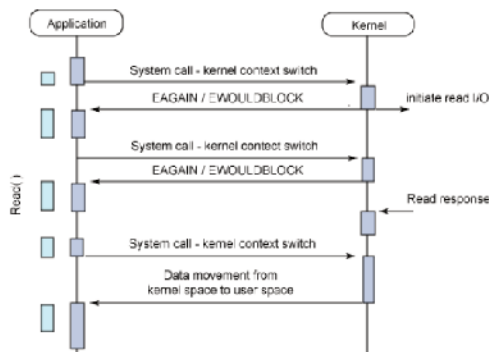 Application
Kernel
System call - kernel context switch
EAGAIN / EWOULDBLOCK
initiate read I/O
System call - kernel contect switch
EAGAIN / EWOULDBLOCK
Read()
Read response
System call - kernel context switch
Data movement from
kernel space to user space